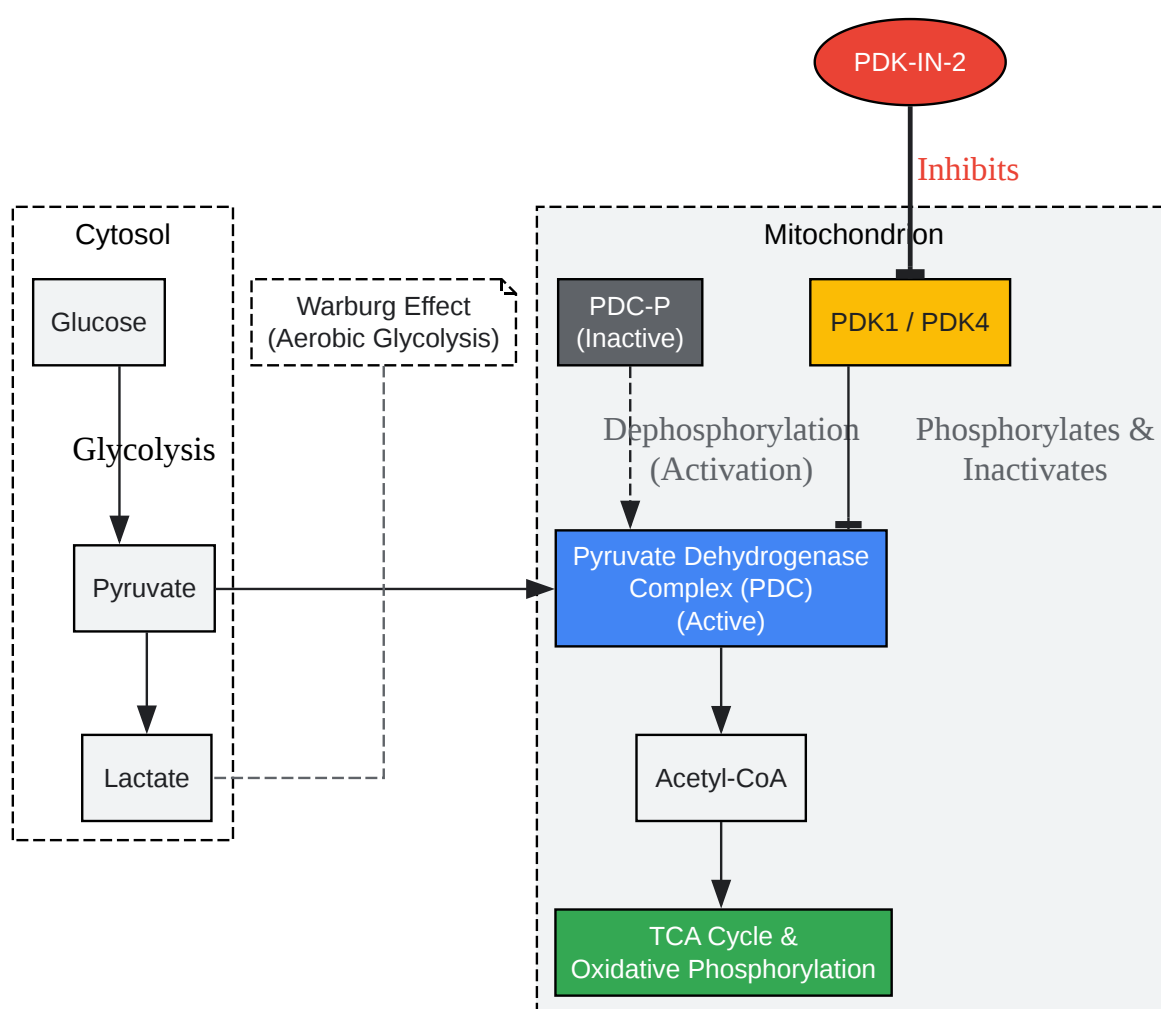 PDK-IN-2
Inhibits
Cytosol
Mitochondrion
Glucose
Warburg Effect
(Aerobic Glycolysis)
PDC-P
(Inactive)
PDK1 / PDK4
Glycolysis
Dephosphorylation
(Activation)
Phosphorylates &
Inactivates
Pyruvate
Pyruvate Dehydrogenase
Complex (PDC)
(Active)
Lactate
Acetyl-CoA
TCA Cycle &
Oxidative Phosphorylation